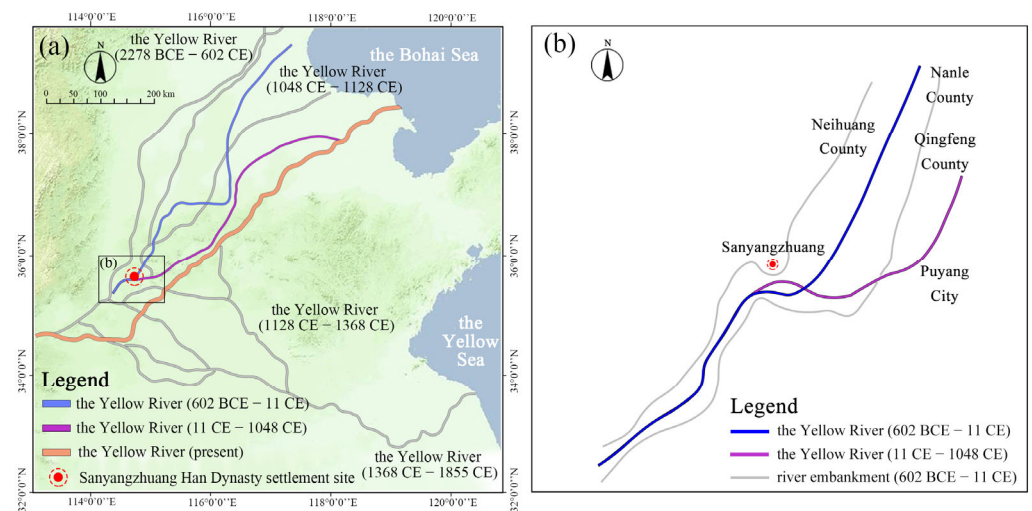 114°0'0"E
116°0'0"E
118°0'0"E
120°0'0"E
(a)
N
0 50 100 200 km
the Yellow River
(2278 BCE – 602 CE)
the Bohai Sea
the Yellow River
(1048 CE – 1128 CE)
38°0'0"N
38°0'0"N
(b)
36°0'0"N
36°0'0"N
the Yellow River
(1128 CE – 1368 CE)
the
Yellow
Sea
34°0'0"N
34°0'0"N
Legend
the Yellow River (602 BCE – 11 CE)
the Yellow River (11 CE – 1048 CE)
the Yellow River (present)
Sanyangzhuang Han Dynasty settlement site
the Yellow River
(1368 CE – 1855 CE)
32°0'0"N
32°0'0"N
114°0'0"E
116°0'0"E
118°0'0"E
120°0'0"E
(b)
N
Nanle
County
Neihuang
County
Qingfeng
County
Sanyangzhuang
Puyang
City
Legend
the Yellow River (602 BCE – 11 CE)
the Yellow River (11 CE – 1048 CE)
river embankment (602 BCE – 11 CE)